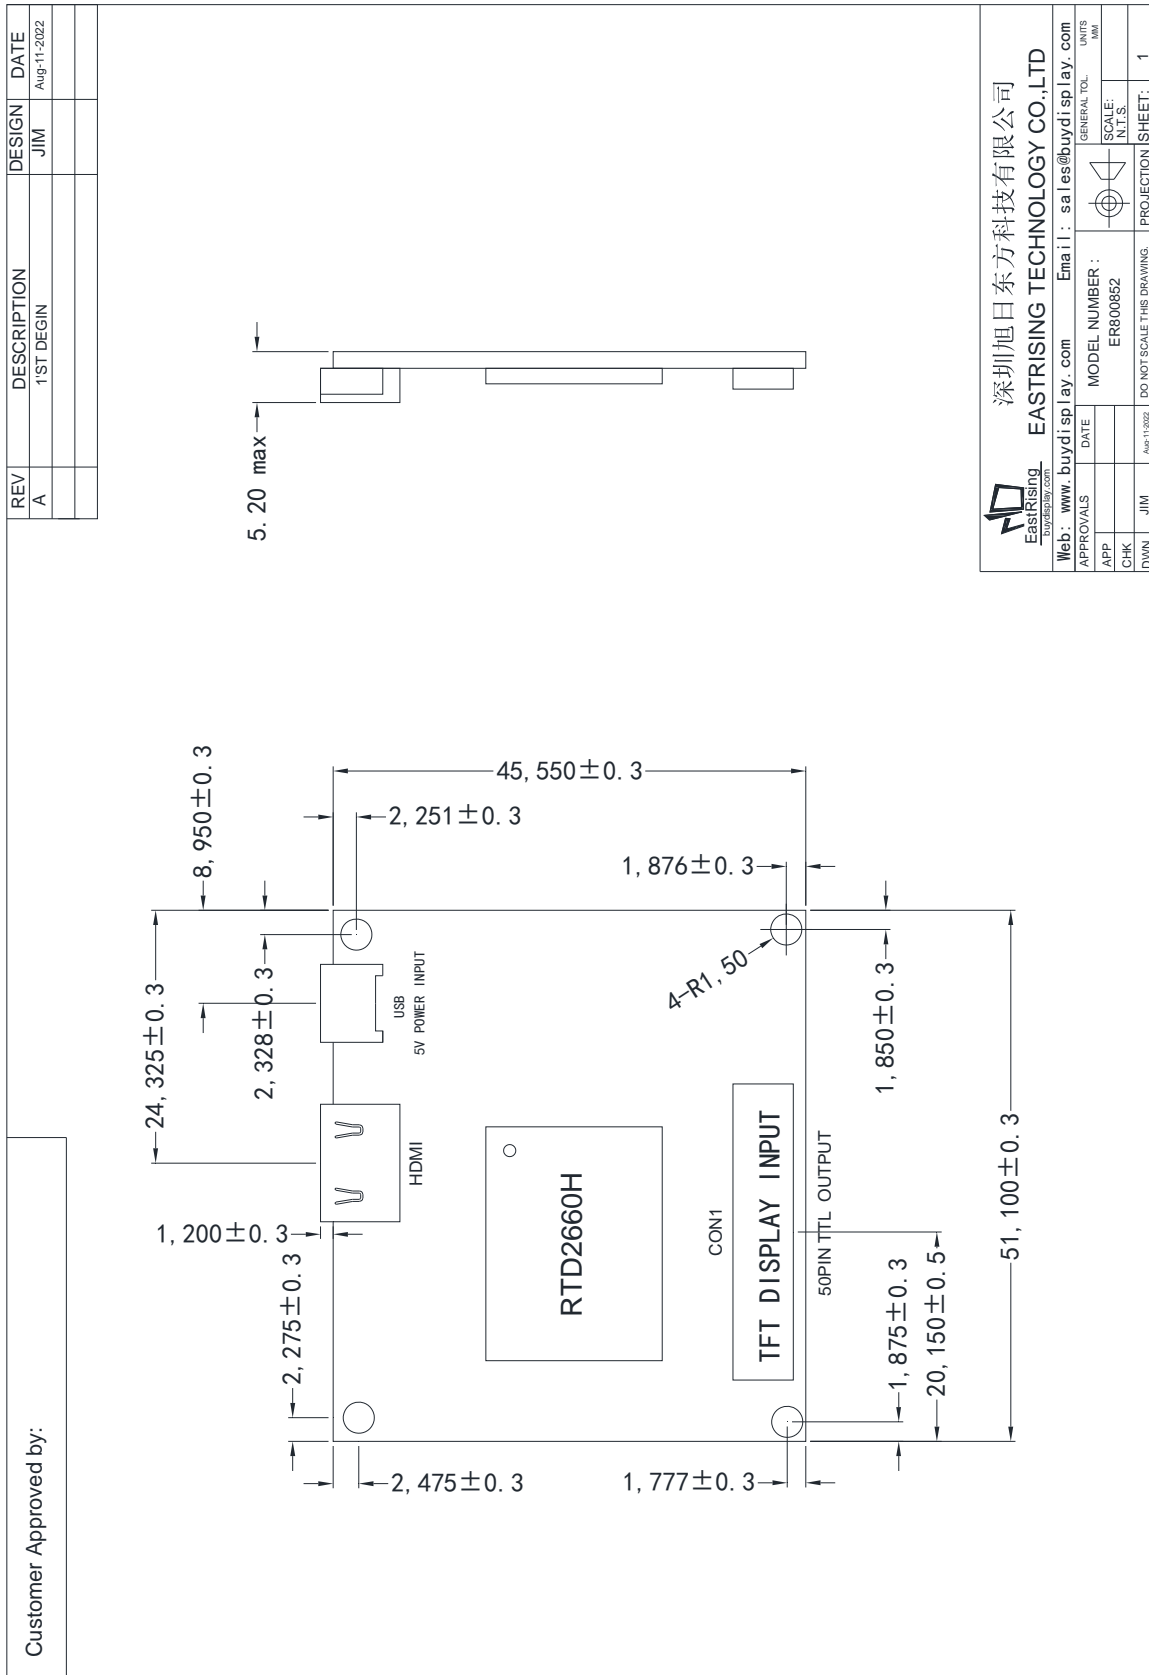 Customer Approved by:
REV DESCRIPTION DESIGN DATE
A 1'ST DEGIN JIM Aug-11-2022
5.20 max
24,325±0.3
8,950±0.3
2,328±0.3
1,200±0.3
2,275±0.3
2,475±0.3
45,550±0.3
2,251±0.3
1,876±0.3
4-R1,50
1,850±0.3
51,100±0.3
20,150±0.5
1,875±0.3
1,777±0.3
HDMI
USB
5V POWER INPUT
RTD2660H
CON1
TFT DISPLAY INPUT
50PIN TTL OUTPUT
深圳旭日东方科技有限公司
EastRising
buydisplay.com
EASTRISING TECHNOLOGY CO.,LTD
Web: www.buydisplay.com Email: sales@buydisplay.com
APPROVALS DATE
APP
CHK
DWN JIM Aug-11-2022
MODEL NUMBER :
ER800852
DO NOT SCALE THIS DRAWING.
PROJECTION
GENERAL TOL.
UNITS
MM
SCALE:
N.T.S.
SHEET: 1